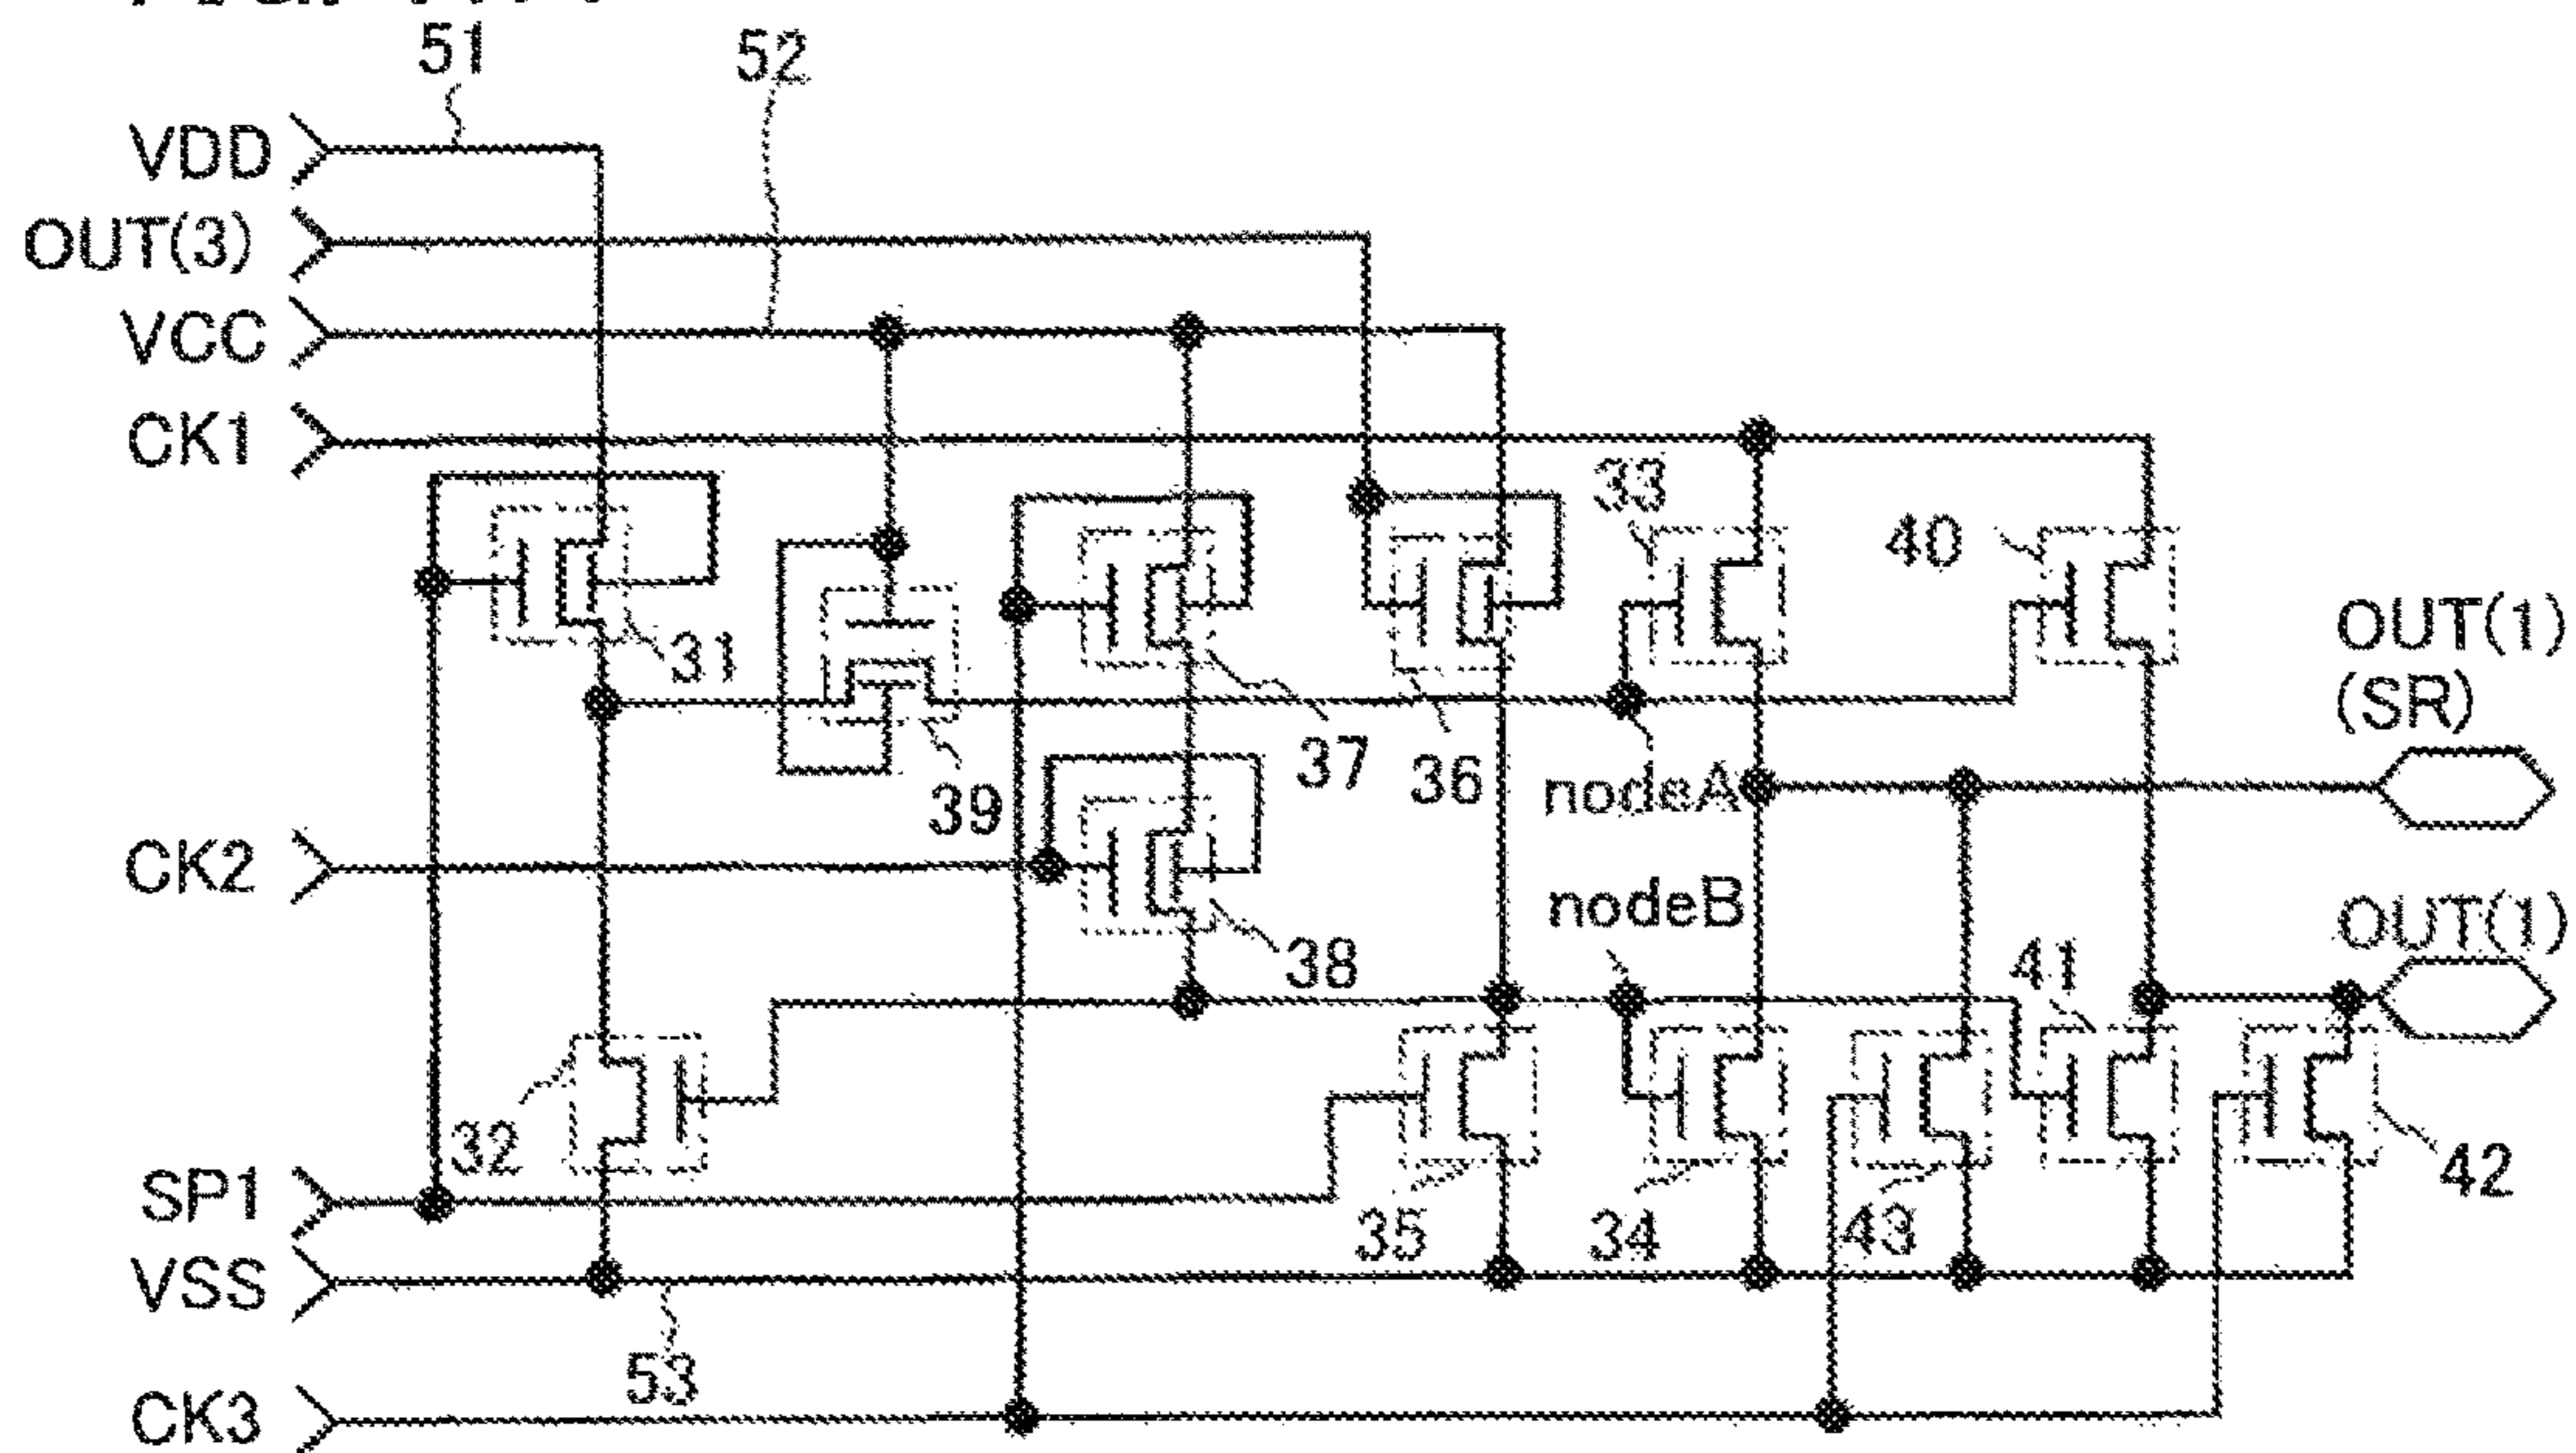 51
52
VDD
OUT(3)
VCC
CK1
33
40
31
OUT(1)
(SR)
37
36
nodeA
39
CK2
nodeB
OUT(1)
38
41
32
SP1
35
34
43
42
VSS
53
CK3